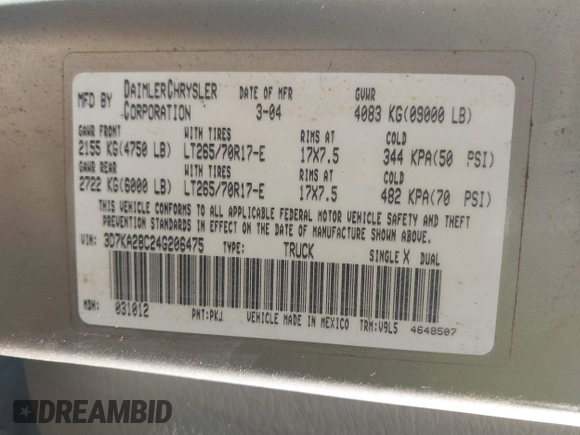 MFD BY DAIMLERCHRYSLER CORPORATION DATE OF MFR 3-04 GVWR 4083 KG(09000 LB)
GAWR FRONT WITH TIRES RIMS AT COLD
2155 KG(4750 LB) LT265/70R17-E 17X7.5 344 KPA(50 PSI)
GAWR REAR WITH TIRES RIMS AT COLD
2722 KG(6000 LB) LT265/70R17-E 17X7.5 482 KPA(70 PSI)
THIS VEHICLE CONFORMS TO ALL APPLICABLE FEDERAL MOTOR VEHICLE SAFETY AND THEFT
PREVENTION STANDARDS IN EFFECT ON THE DATE OF MANUFACTURE SHOWN ABOVE
VIN: 3D7KA28C24G206475 TYPE: TRUCK SINGLE X DUAL
MDH: 031012 PNT:PKJ VEHICLE MADE IN MEXICO TRM:V9L5 4648507
DREAMBID